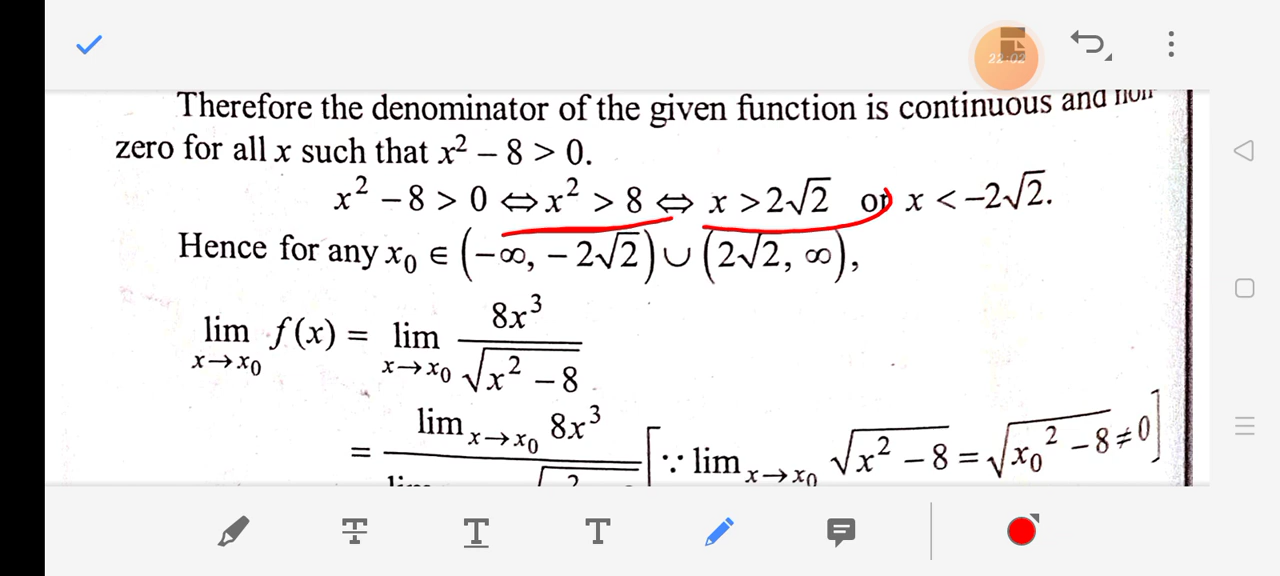 22:02
Therefore the denominator of the given function is continuous and non
zero for all x such that x² – 8 > 0.
x² – 8 > 0 ⇔ x² > 8 ⇔ x > 2√2 or x < –2√2.
Hence for any x₀ ∈ (–∞, – 2√2) ∪ (2√2, ∞),
lim x→x₀ f(x) = lim x→x₀ 8x³ / √(x² – 8)
= lim x→x₀ 8x³ / [∵ lim x→x₀ √(x² – 8) = √(x₀² – 8) ≠ 0]
T
T
T